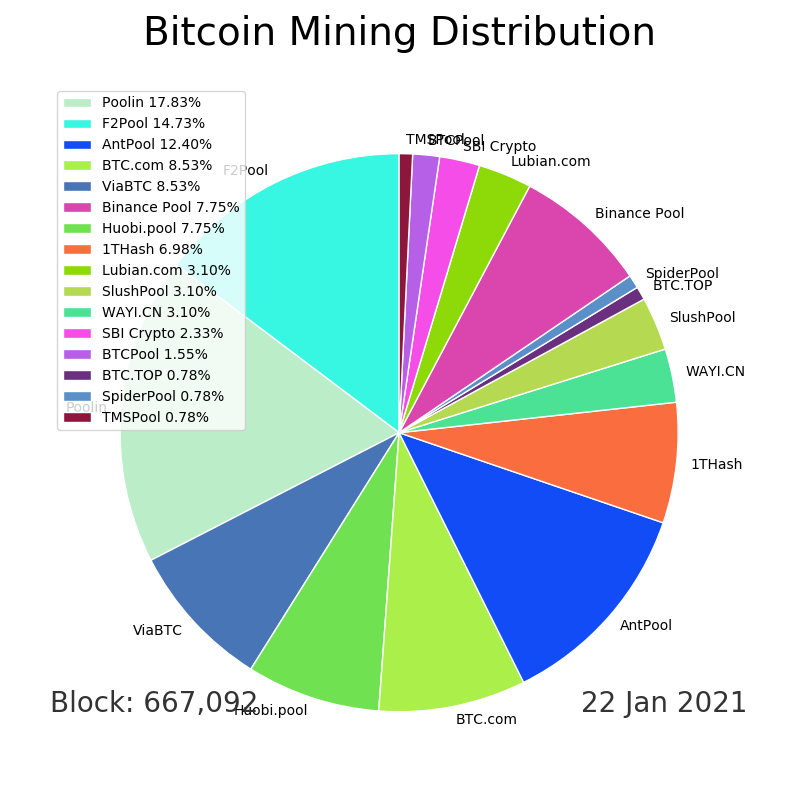 Bitcoin Mining Distribution
Poolin 17.83%
F2Pool 14.73%
AntPool 12.40%
BTC.com 8.53%
ViaBTC 8.53%
Binance Pool 7.75%
Huobi.pool 7.75%
1THash 6.98%
Lubian.com 3.10%
SlushPool 3.10%
WAYI.CN 3.10%
SBI Crypto 2.33%
BTCPool 1.55%
BTC.TOP 0.78%
SpiderPool 0.78%
TMSPool 0.78%
TMSPool
BTCPool
SBI Crypto
Lubian.com
Binance Pool
SpiderPool
BTC.TOP
SlushPool
WAYI.CN
1THash
AntPool
BTC.com
Huobi.pool
ViaBTC
Poolin
F2Pool
Block: 667,092
22 Jan 2021